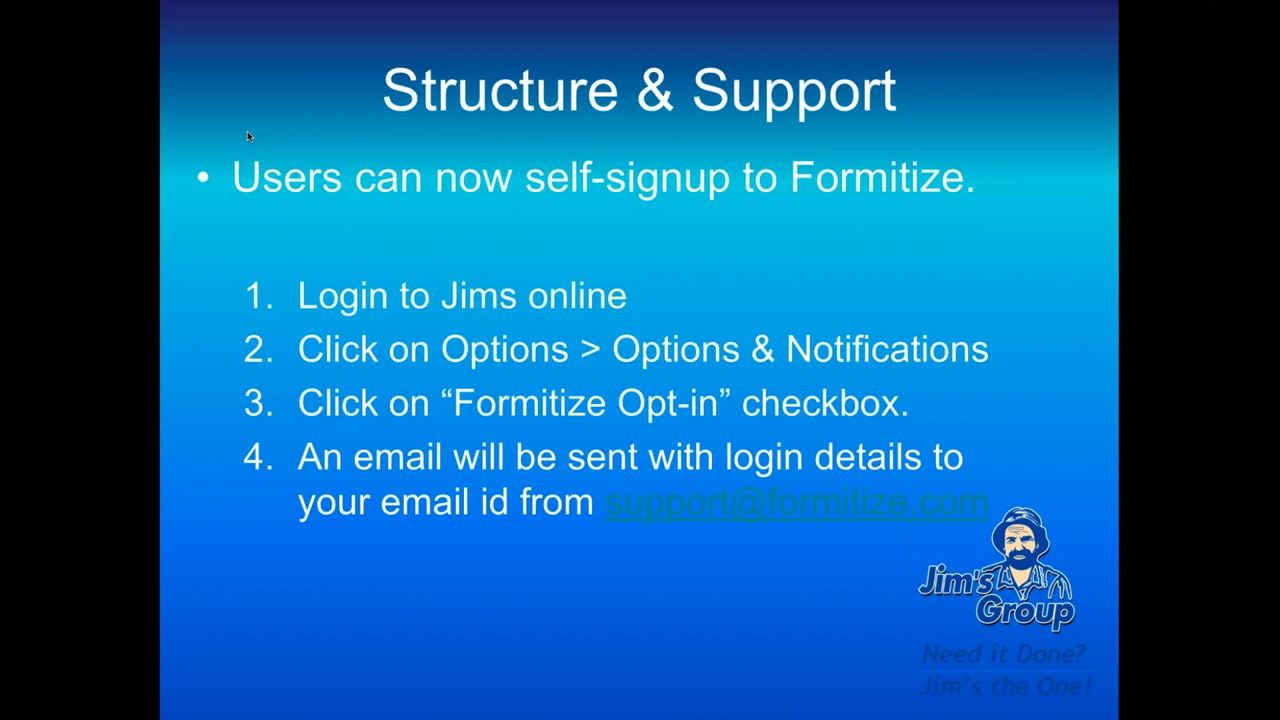 Structure & Support
• Users can now self-signup to Formitize.
1. Login to Jims online
2. Click on Options > Options & Notifications
3. Click on “Formitize Opt-in” checkbox.
4. An email will be sent with login details to
your email id from support@formitize.com
Jim's
Group
Need it Done?
Jim's the One!